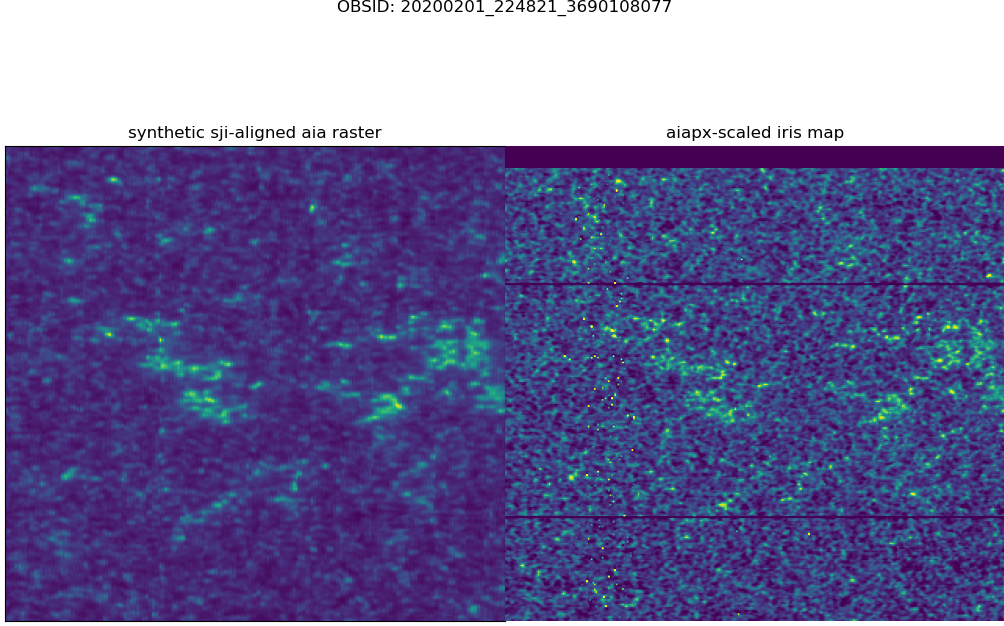 OBSID: 20200201_224821_3690108077
synthetic sji-aligned aia raster
aiapx-scaled iris map